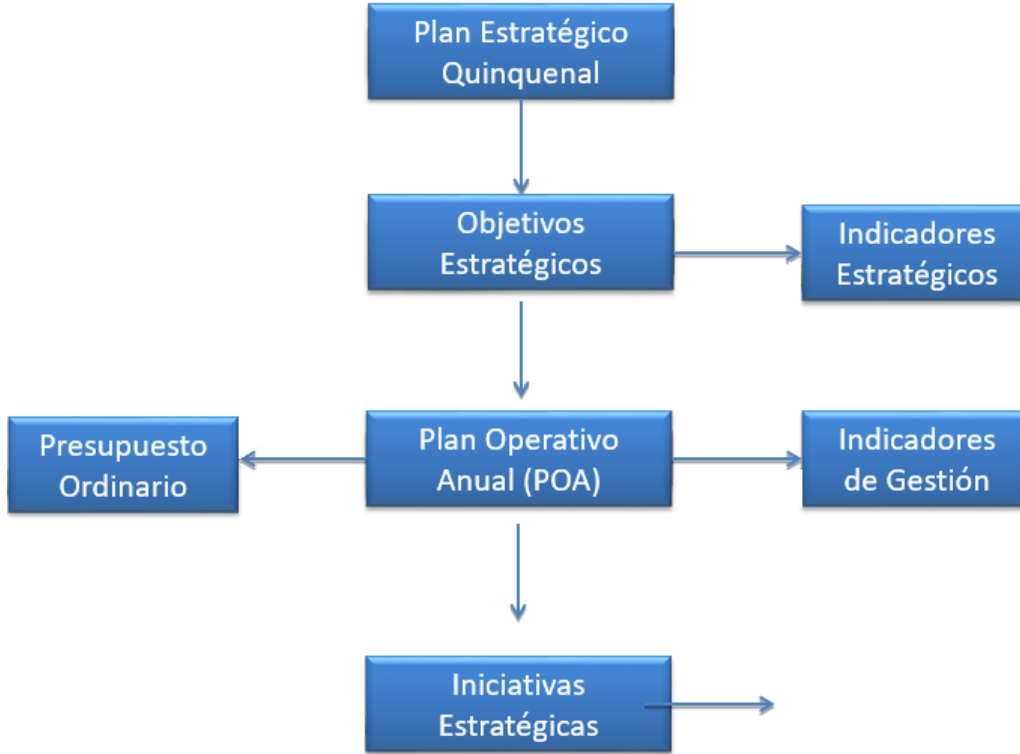 Plan Estratégico
Quinquenal
Objetivos
Estratégicos
Indicadores
Estratégicos
Presupuesto
Ordinario
Plan Operativo
Anual (POA)
Indicadores
de Gestión
Iniciativas
Estratégicas